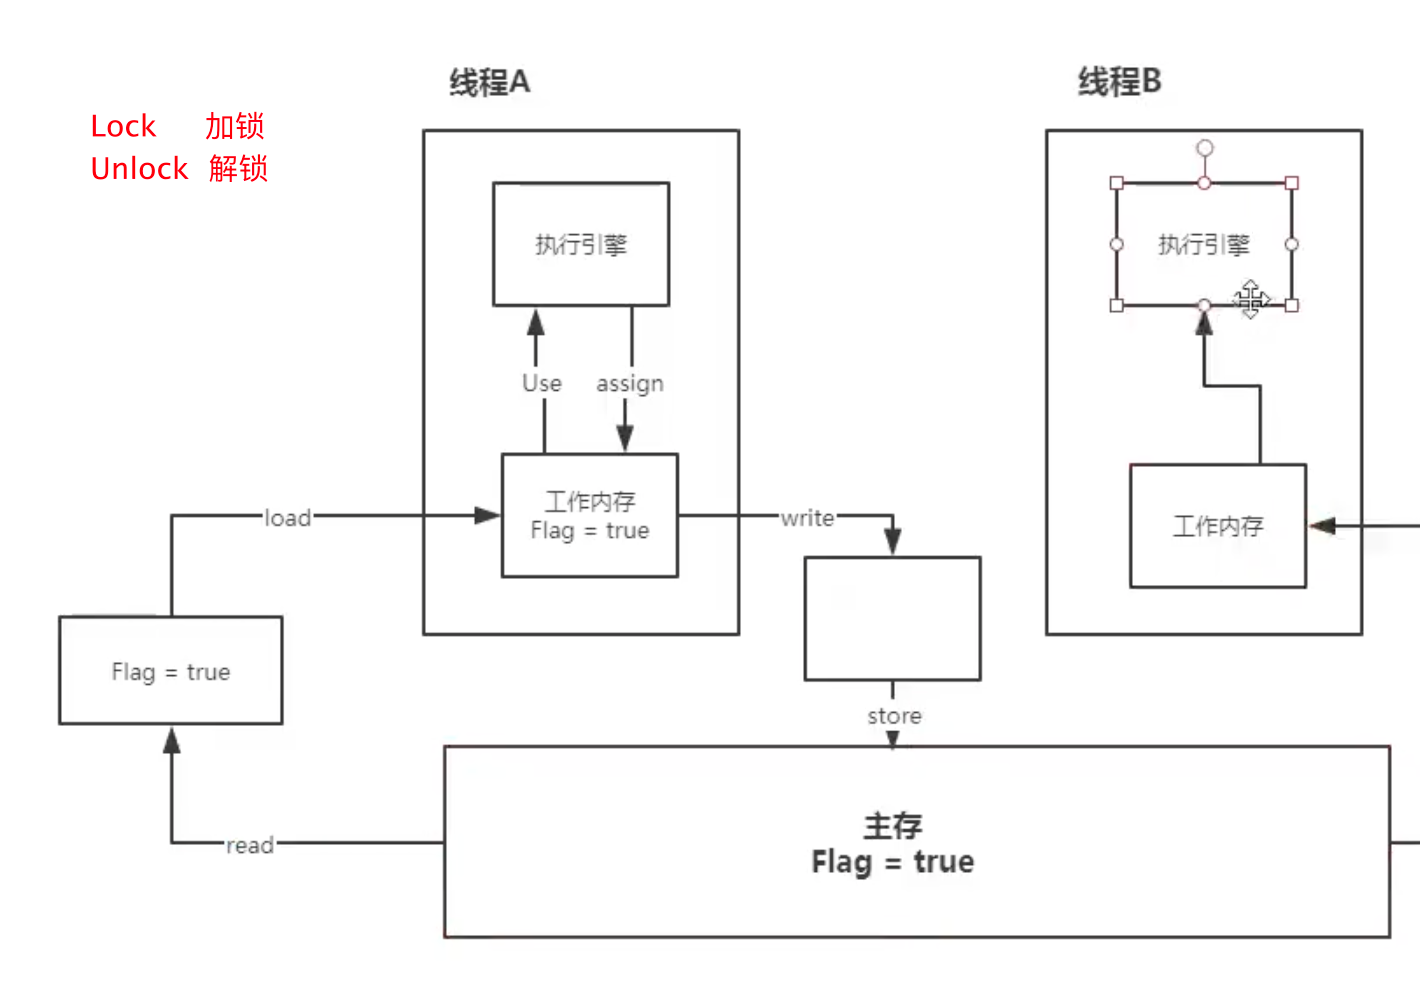 线程A
线程B
Lock 加锁
Unlock 解锁
执行引擎
执行引擎
Use
assign
工作内存
Flag = true
load
write
工作内存
Flag = true
store
主存
Flag = true
read